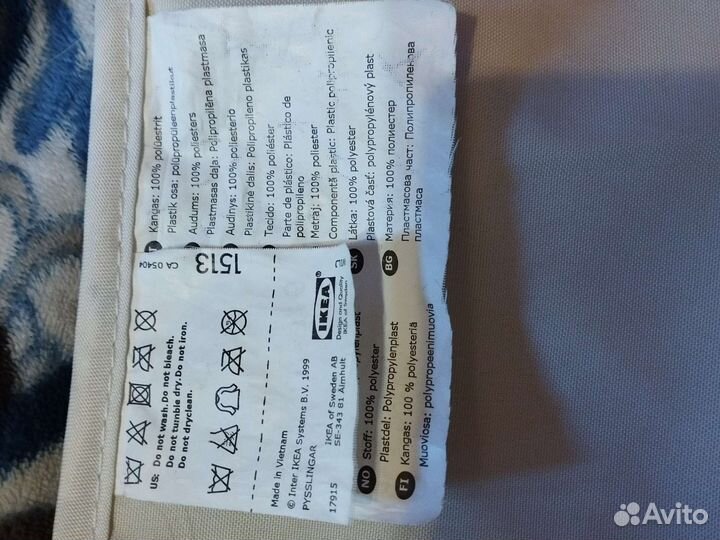 Kangas: 100% polüestrit
Plastik osa: polüpropüleenplastikut
Audums: 100% poliesters
Plastmasas daļa: Polipropilēna plastmasa
Audinys: 100% poliesterio
Plastikinė dalis: Polipropileno plastikas
Tecido: 100% poliéster
Parte de plástico: Plástico de
polipropileno
Metraj: 100% poliester
Componentă plastic: Plastic polipropilenic
SK Látka: 100% polyester
Plastová časť: polypropylénový plast
BG Материя: 100% полиестер
Пластмасова част: Полипропиленова
пластмаса
NO Stoff: 100% polyester
Plastdel: Polypropylenplast
FI Kangas: 100 % polyesteriä
Muoviosa: polypropeenimuovia
CA 05404
1513
US: Do not wash.Do not bleach.
Do not tumble dry.Do not iron.
Do not dryclean.
Made in Vietnam
© Inter IKEA Systems B.V. 1999
PYSSLINGAR
17915
IKEA of Sweden AB
SE-343 81 Älmhult
IKEA
Design and Quality
IKEA of Sweden
Avito